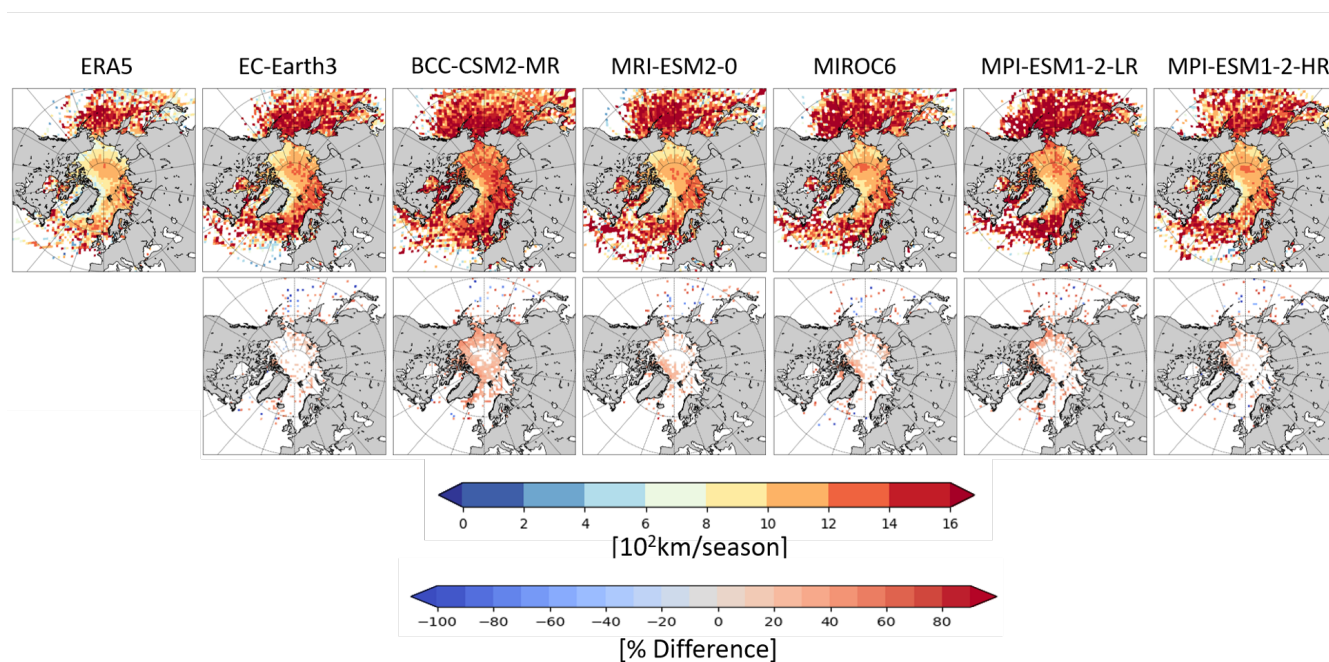 ERA5 EC-Earth3 BCC-CSM2-MR MRI-ESM2-0 MIROC6 MPI-ESM1-2-LR MPI-ESM1-2-HR
0 2 4 6 8 10 12 14 16
[10²km/season]
−100 −80 −60 −40 −20 0 20 40 60 80
[% Difference]